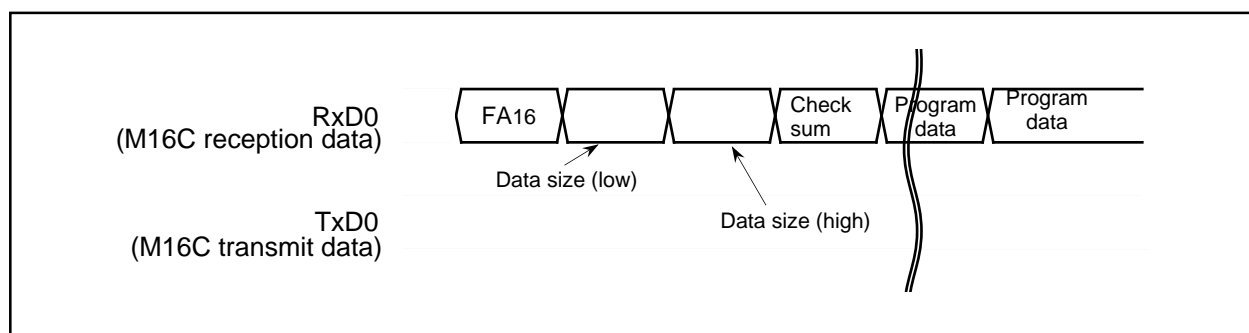 RxD0
(M16C reception data)
FA16
Check
sum
Program
data
Program
data
Data size (low)
Data size (high)
TxD0
(M16C transmit data)